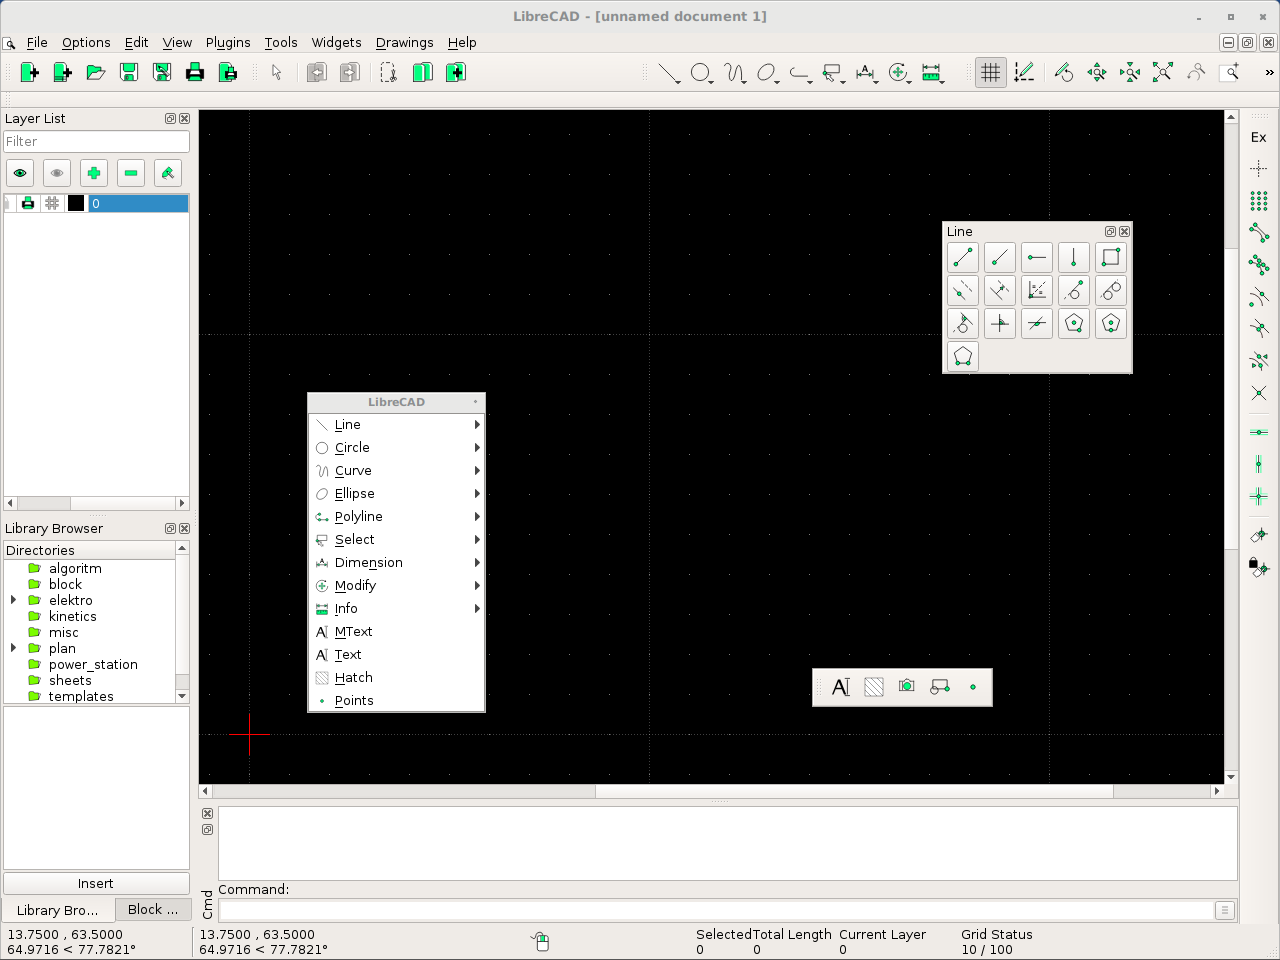 LibreCAD - [unnamed document 1]
File Options Edit View Plugins Tools Widgets Drawings Help
»
Layer List
Filter
0
Ex
Line
LibreCAD
Line
Circle
Curve
Ellipse
Polyline
Select
Dimension
Modify
Info
MText
Text
Hatch
Points
Library Browser
Directories
algoritm
block
elektro
kinetics
misc
plan
power_station
sheets
templates
Insert
Library Bro... Block ...
Cmd
Command:
13.7500 , 63.5000
64.9716 < 77.7821°
13.7500 , 63.5000
64.9716 < 77.7821°
Selected Total Length Current Layer Grid Status
0 0 0 10 / 100